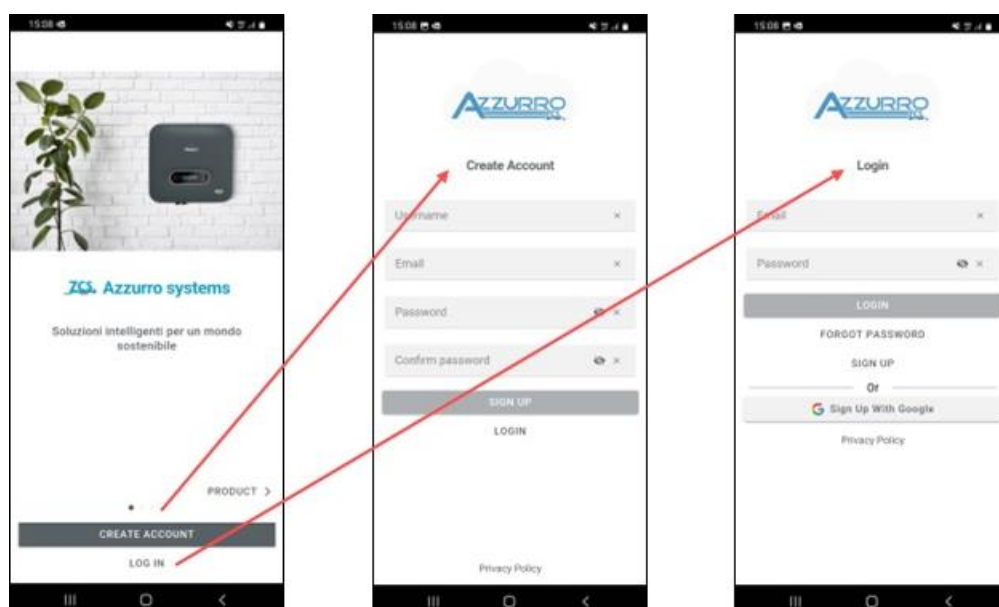 15:08
ZCS Azzurro systems
Soluzioni intelligenti per un mondo
sostenibile
PRODUCT >
CREATE ACCOUNT
LOG IN
15:08
AZZURRO
Create Account
Username
Email
Password
Confirm password
SIGN UP
LOGIN
Privacy Policy
15:08
AZZURRO
Login
Email
Password
LOGIN
FORGOT PASSWORD
SIGN UP
Or
Sign Up With Google
Privacy Policy